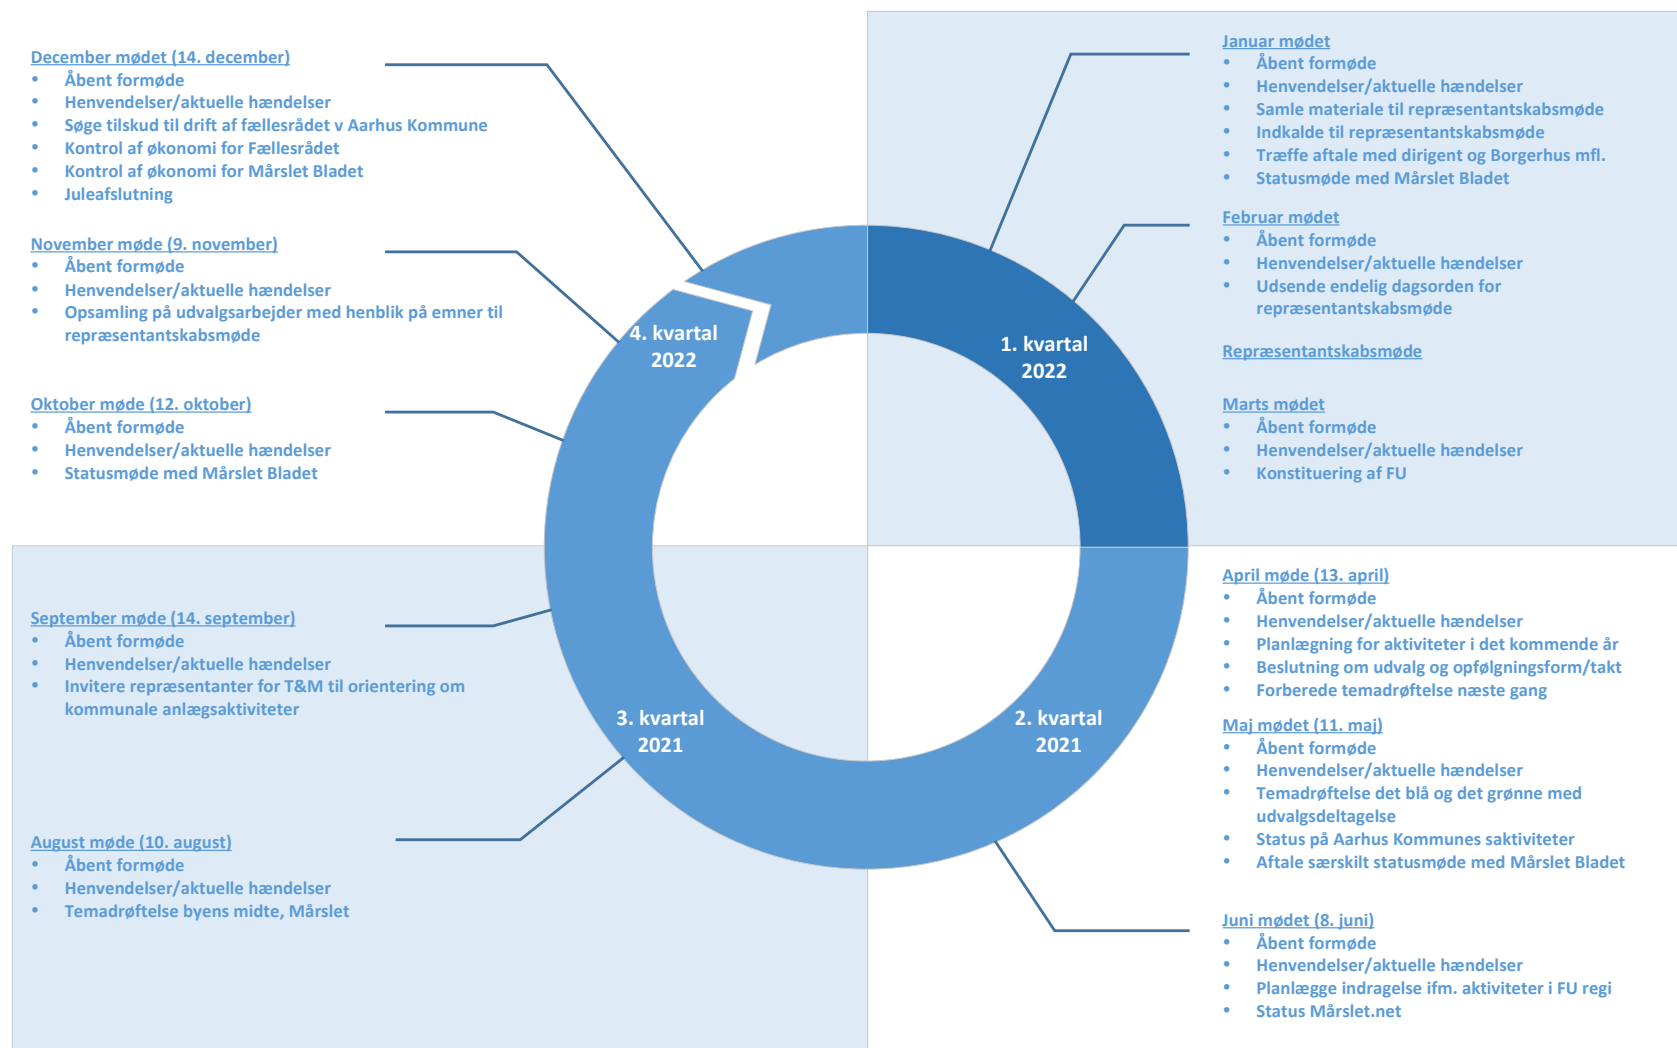 December mødet (14. december)
• Åbent formøde
• Henvendelser/aktuelle hændelser
• Søge tilskud til drift af fællesrådet v Aarhus Kommune
• Kontrol af økonomi for Fællesrådet
• Kontrol af økonomi for Mårslet Bladet
• Juleafslutning
November møde (9. november)
• Åbent formøde
• Henvendelser/aktuelle hændelser
• Opsamling på udvalgsarbejder med henblik på emner til
repræsentantskabsmøde
Oktober møde (12. oktober)
• Åbent formøde
• Henvendelser/aktuelle hændelser
• Statusmøde med Mårslet Bladet
September møde (14. september)
• Åbent formøde
• Henvendelser/aktuelle hændelser
• Invitere repræsentanter for T&M til orientering om
kommunale anlægsaktiviteter
August møde (10. august)
• Åbent formøde
• Henvendelser/aktuelle hændelser
• Temadrøftelse byens midte, Mårslet
4. kvartal
2022
1. kvartal
2022
3. kvartal
2021
2. kvartal
2021
Januar mødet
• Åbent formøde
• Henvendelser/aktuelle hændelser
• Samle materiale til repræsentantskabsmøde
• Indkalde til repræsentantskabsmøde
• Træffe aftale med dirigent og Borgerhus mfl.
• Statusmøde med Mårslet Bladet
Februar mødet
• Åbent formøde
• Henvendelser/aktuelle hændelser
• Udsende endelig dagsorden for
repræsentantskabsmøde
Repræsentantskabsmøde
Marts mødet
• Åbent formøde
• Henvendelser/aktuelle hændelser
• Konstituering af FU
April møde (13. april)
• Åbent formøde
• Henvendelser/aktuelle hændelser
• Planlægning for aktiviteter i det kommende år
• Beslutning om udvalg og opfølgningsform/takt
• Forberede temadrøftelse næste gang
Maj mødet (11. maj)
• Åbent formøde
• Henvendelser/aktuelle hændelser
• Temadrøftelse det blå og det grønne med
udvalgsdeltagelse
• Status på Aarhus Kommunes saktiviteter
• Aftale særskilt statusmøde med Mårslet Bladet
Juni mødet (8. juni)
• Åbent formøde
• Henvendelser/aktuelle hændelser
• Planlægge indragelse ifm. aktiviteter i FU regi
• Status Mårslet.net